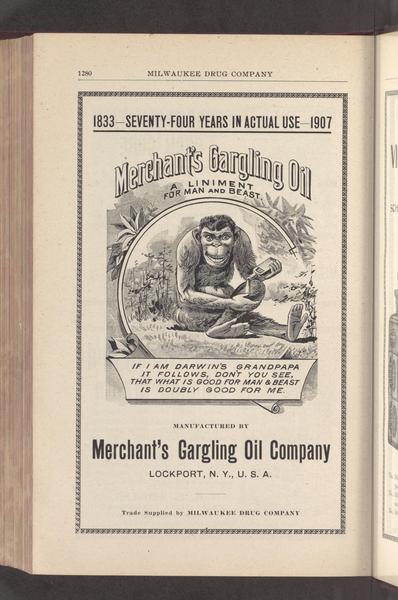 1280
MILWAUKEE DRUG COMPANY
1833—SEVENTY-FOUR YEARS IN ACTUAL USE—1907
Merchant's Gargling Oil
A LINIMENT
FOR MAN AND BEAST.
IF I AM DARWIN'S GRANDPAPA
IT FOLLOWS, DON'T YOU SEE,
THAT WHAT IS GOOD FOR MAN & BEAST
IS DOUBLY GOOD FOR ME.
MANUFACTURED BY
Merchant's Gargling Oil Company
LOCKPORT, N. Y., U. S. A.
Trade Supplied by MILWAUKEE DRUG COMPANY